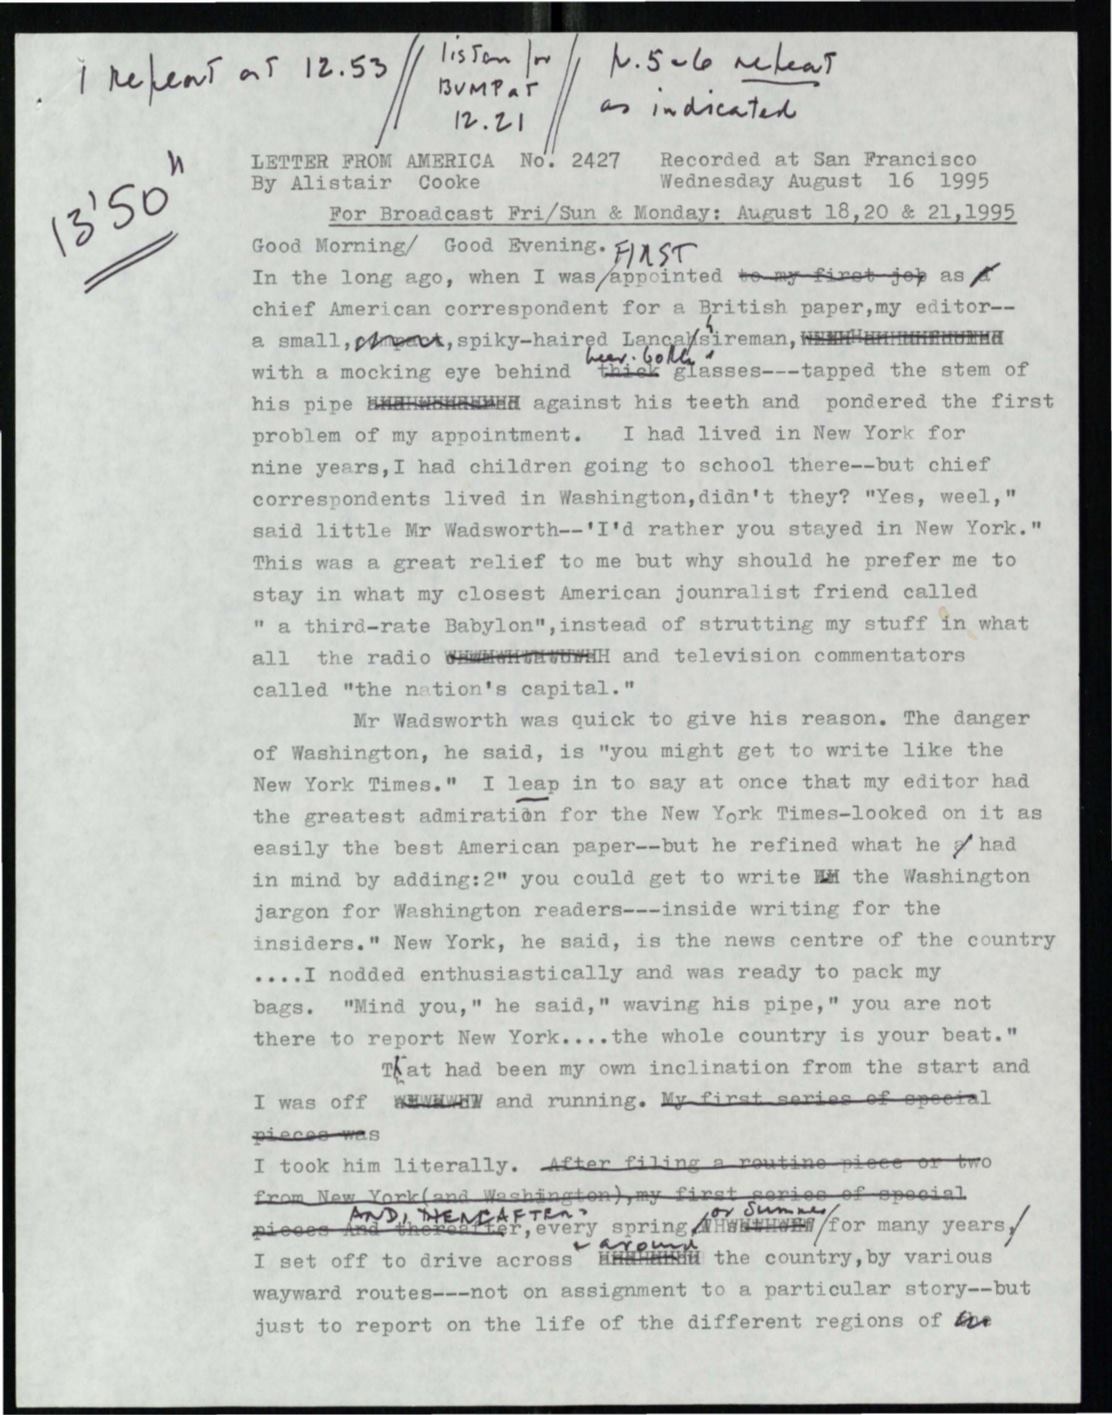 I repeat at 12.53 // listen for BUMP at 12.21 // p. 5-6 repeat as indicated
13'50"
LETTER FROM AMERICA No. 2427 Recorded at San Francisco
By Alistair Cooke Wednesday August 16 1995
For Broadcast Fri/Sun & Monday: August 18,20 & 21,1995
Good Morning/ Good Evening.
FIRST
In the long ago, when I was/appointed to my first job as a
chief American correspondent for a British paper,my editor--
a small,compact,spiky-haired Lancahsireman,
with a mocking eye behind thick glasses---tapped the stem of
his pipe against his teeth and pondered the first
problem of my appointment. I had lived in New York for
nine years,I had children going to school there--but chief
correspondents lived in Washington,didn't they? "Yes, weel,"
said little Mr Wadsworth--'I'd rather you stayed in New York."
This was a great relief to me but why should he prefer me to
stay in what my closest American jounralist friend called
" a third-rate Babylon",instead of strutting my stuff in what
all the radio and television commentators
called "the nation's capital."
Mr Wadsworth was quick to give his reason. The danger
of Washington, he said, is "you might get to write like the
New York Times." I leap in to say at once that my editor had
the greatest admiration for the New York Times-looked on it as
easily the best American paper--but he refined what he had
in mind by adding:2" you could get to write the Washington
jargon for Washington readers---inside writing for the
insiders." New York, he said, is the news centre of the country
....I nodded enthusiastically and was ready to pack my
bags. "Mind you," he said," waving his pipe," you are not
there to report New York....the whole country is your beat."
That had been my own inclination from the start and
I was off and running. My first series of special
pieces was
I took him literally. After filing a routine piece or two
from New York(and Washington),my first series of special
AND, THEREAFTER, or Summer
pieces And thereafter,every spring,/for many years,/
around
I set off to drive across the country,by various
wayward routes---not on assignment to a particular story--but
just to report on the life of the different regions of the